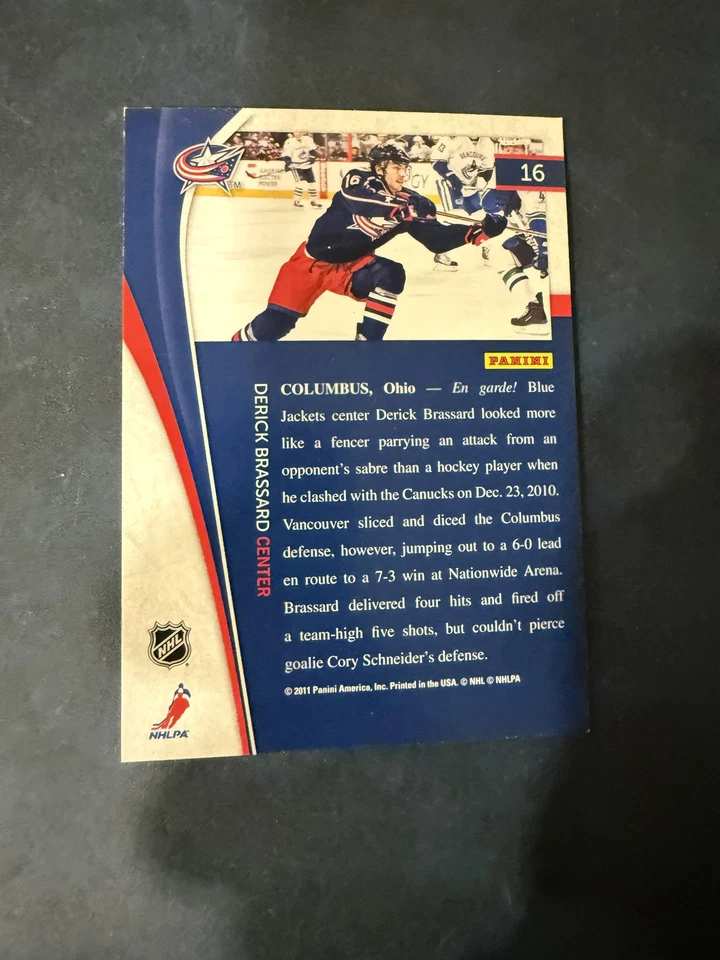 16
16
VANCOUVER
PANINI
COLUMBUS, Ohio — En garde! Blue
Jackets center Derick Brassard looked more
like a fencer parrying an attack from an
opponent's sabre than a hockey player when
he clashed with the Canucks on Dec. 23, 2010.
Vancouver sliced and diced the Columbus
defense, however, jumping out to a 6-0 lead
en route to a 7-3 win at Nationwide Arena.
Brassard delivered four hits and fired off
a team-high five shots, but couldn't pierce
goalie Cory Schneider's defense.
© 2011 Panini America, Inc. Printed in the USA. © NHL © NHLPA
DERICK BRASSARD CENTER
NHL
NHLPA